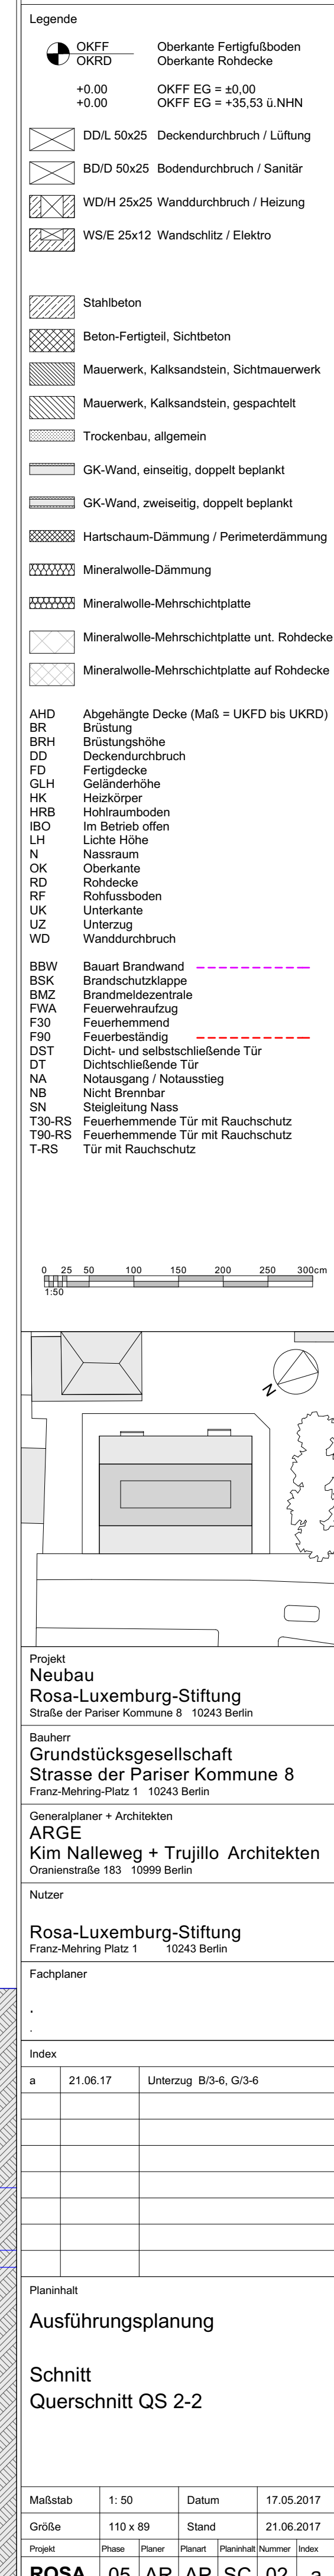 Legende
OKFF Oberkante Fertigfußboden
OKRD Oberkante Rohdecke
+0.00 OKFF EG = ±0,00
+0.00 OKFF EG = +35,53 ü.NHN
DD/L 50x25 Deckendurchbruch / Lüftung
BD/D 50x25 Bodendurchbruch / Sanitär
WD/H 25x25 Wanddurchbruch / Heizung
WS/E 25x12 Wandschlitz / Elektro
Stahlbeton
Beton-Fertigteil, Sichtbeton
Mauerwerk, Kalksandstein, Sichtmauerwerk
Mauerwerk, Kalksandstein, gespachtelt
Trockenbau, allgemein
GK-Wand, einseitig, doppelt beplankt
GK-Wand, zweiseitig, doppelt beplankt
Hartschaum-Dämmung / Perimeterdämmung
Mineralwolle-Dämmung
Mineralwolle-Mehrschichtplatte
Mineralwolle-Mehrschichtplatte unt. Rohdecke
Mineralwolle-Mehrschichtplatte auf Rohdecke
AHD Abgehängte Decke (Maß = UKFD bis UKRD)
BR Brüstung
BRH Brüstungshöhe
DD Deckendurchbruch
FD Fertigdecke
GLH Geländerhöhe
HK Heizkörper
HRB Hohlraumboden
IBO Im Betrieb offen
LH Lichte Höhe
N Nassraum
OK Oberkante
RD Rohdecke
RF Rohfussboden
UK Unterkante
UZ Unterzug
WD Wanddurchbruch
BBW Bauart Brandwand
BSK Brandschutzklappe
BMZ Brandmeldezentrale
FWA Feuerwehraufzug
F30 Feuerhemmend
F90 Feuerbeständig
DST Dicht- und selbstschließende Tür
DT Dichtschließende Tür
NA Notausgang / Notausstieg
NB Nicht Brennbar
SN Steigleitung Nass
T30-RS Feuerhemmende Tür mit Rauchschutz
T90-RS Feuerhemmende Tür mit Rauchschutz
T-RS Tür mit Rauchschutz
0 25 50 100 150 200 250 300cm
1:50
N
Projekt
Neubau
Rosa-Luxemburg-Stiftung
Straße der Pariser Kommune 8 10243 Berlin
Bauherr
Grundstücksgesellschaft
Strasse der Pariser Kommune 8
Franz-Mehring-Platz 1 10243 Berlin
Generalplaner + Architekten
ARGE
Kim Nalleweg + Trujillo Architekten
Oranienstraße 183 10999 Berlin
Nutzer
Rosa-Luxemburg-Stiftung
Franz-Mehring Platz 1 10243 Berlin
Fachplaner
.
.
Index
a 21.06.17 Unterzug B/3-6, G/3-6
Planinhalt
Ausführungsplanung
Schnitt
Querschnitt QS 2-2
Maßstab 1: 50 Datum 17.05.2017
Größe 110 x 89 Stand 21.06.2017
Projekt Phase Planer Planart Planinhalt Nummer Index
ROSA 05 AR AR SC 02 a